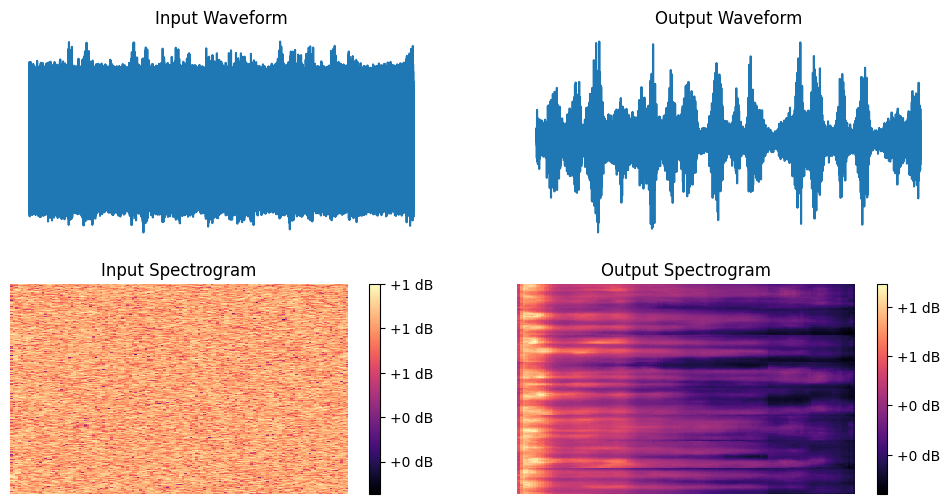 Input Waveform
Output Waveform
Input Spectrogram
+1 dB
+1 dB
+1 dB
+0 dB
+0 dB
Output Spectrogram
+1 dB
+1 dB
+0 dB
+0 dB